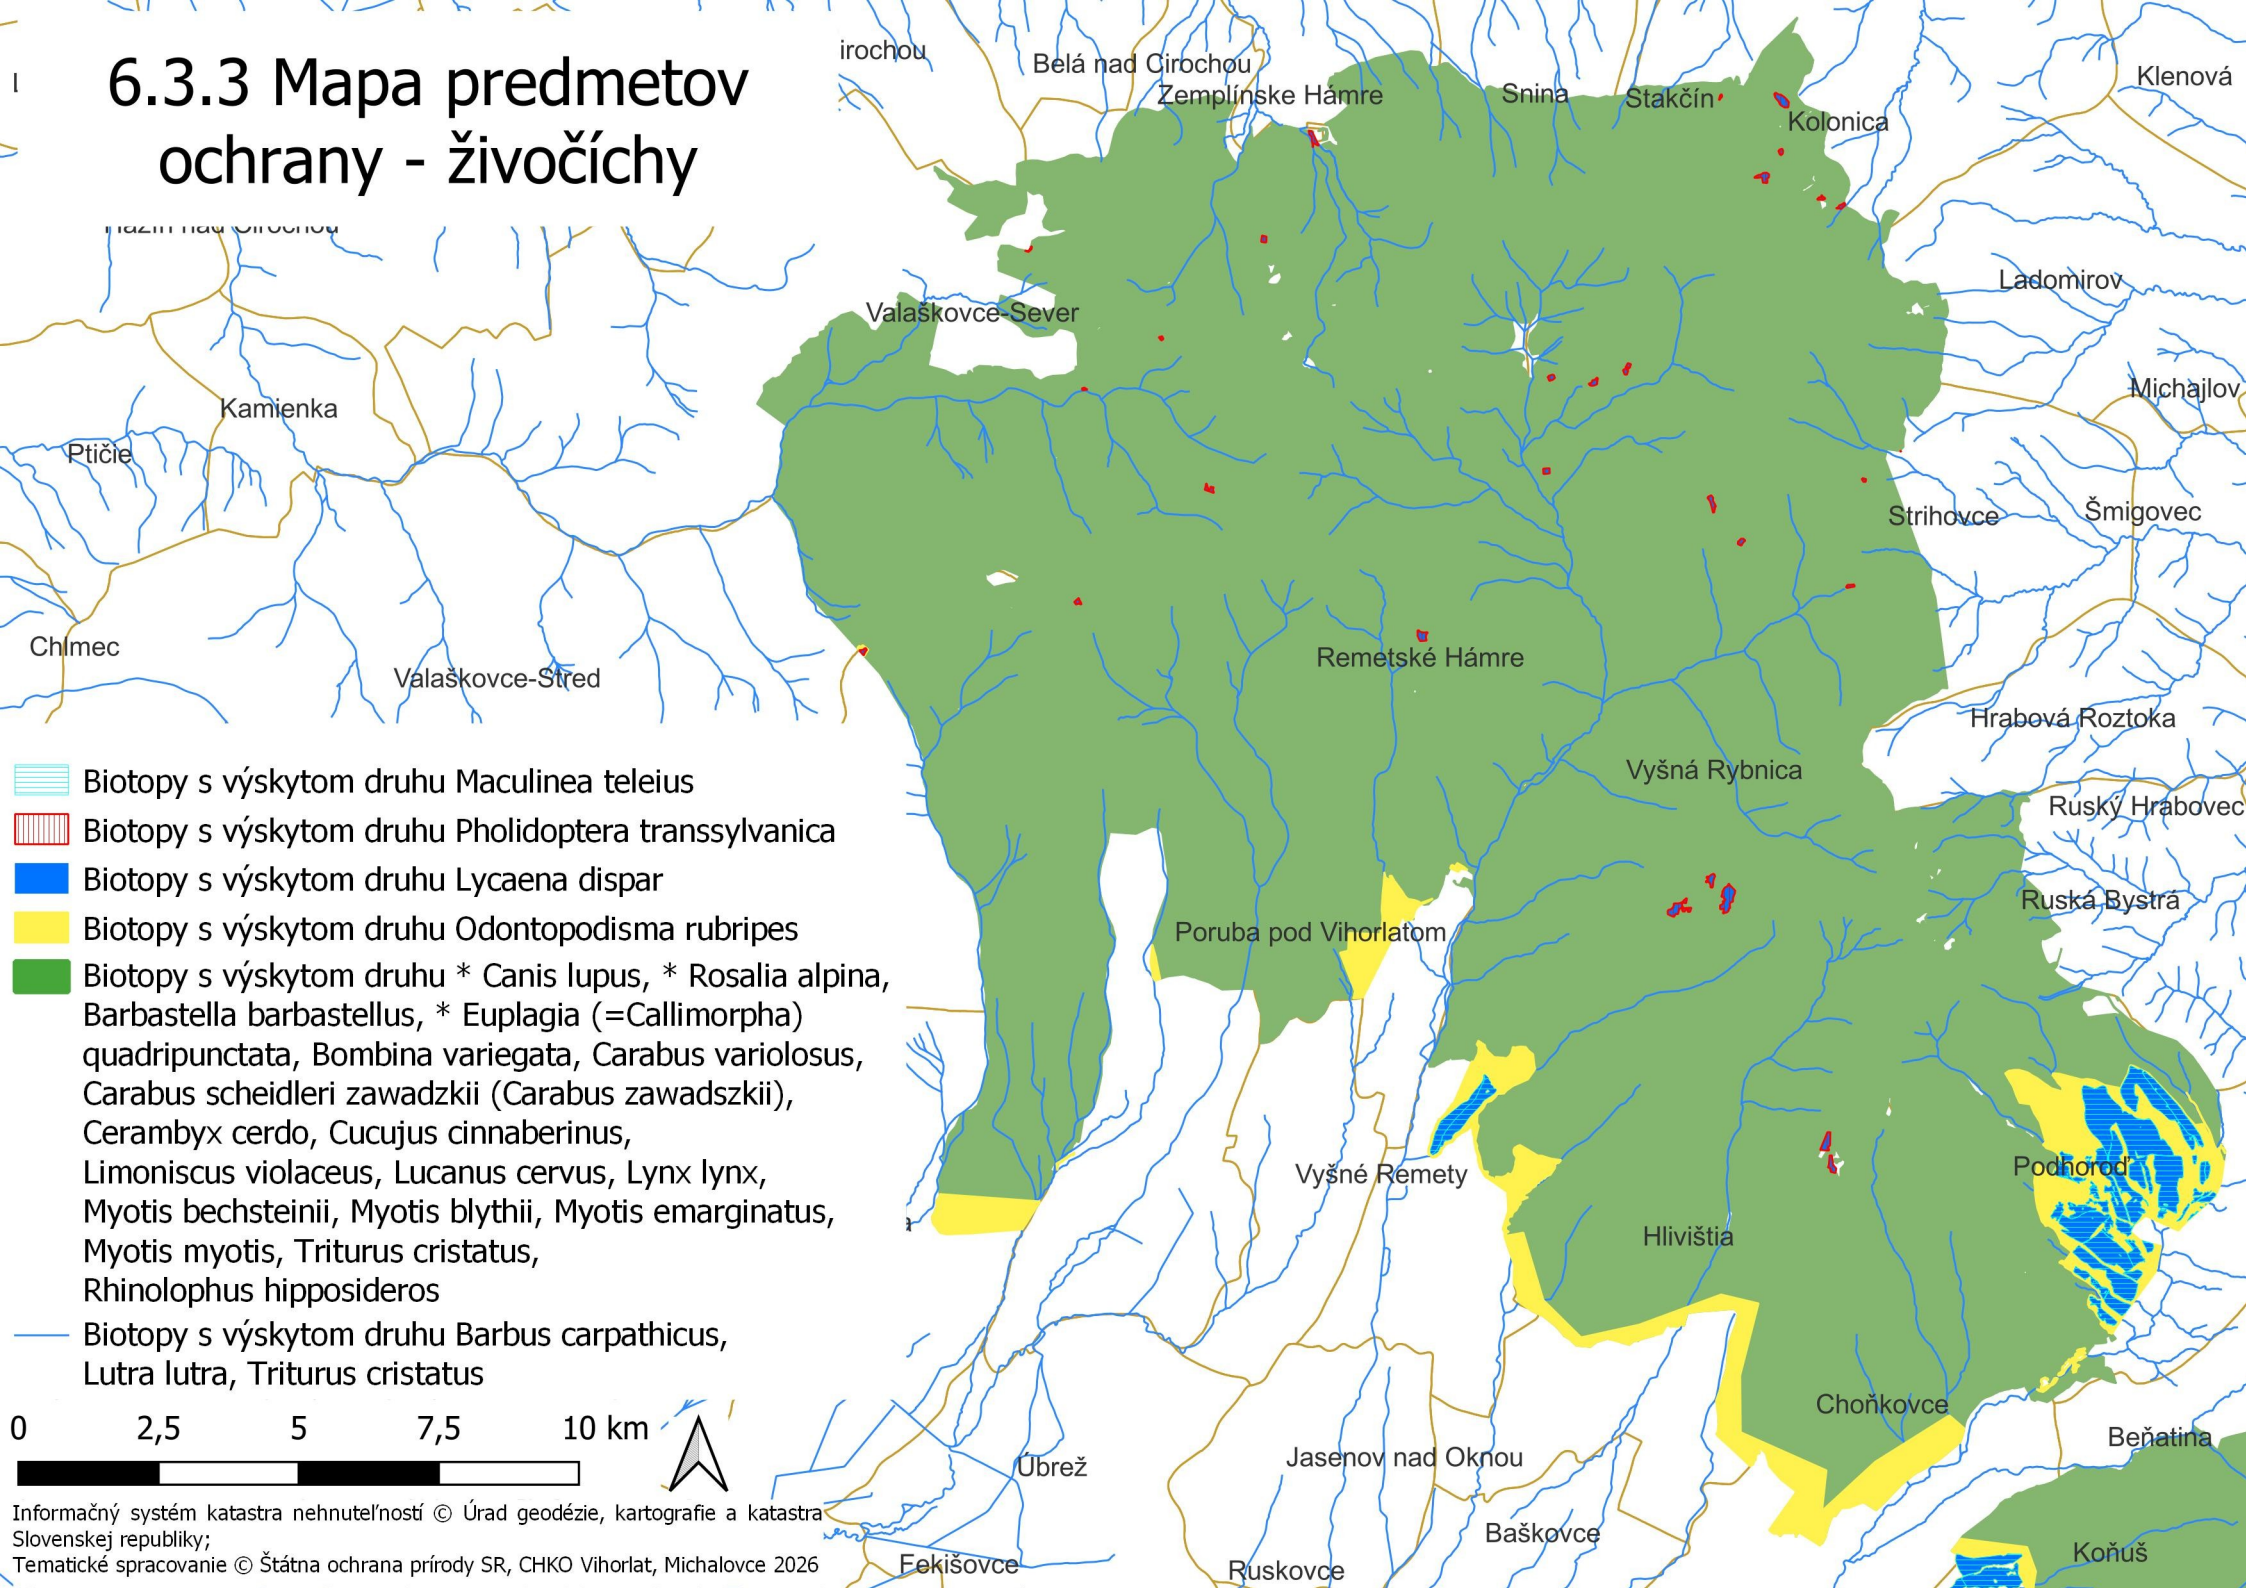 6.3.3 Mapa predmetov
ochrany - živočíchy
irochou
Belá nad Cirochou
Zemplínske Hámre
Snina
Stakčín
Kolonica
Klenová
Ladomirov
Valaškovce-Sever
Michajlov
Kamienka
Ptičie
Strihovce
Šmigovec
Chlmec
Valaškovce-Stred
Remetské Hámre
Hrabová Roztoka
Vyšná Rybnica
Ruský Hrabovec
Ruská Bystrá
Poruba pod Vihorlatom
Vyšné Remety
Podhoroď
Hlivištia
Choňkovce
Beňatina
Úbrež
Jasenov nad Oknou
Baškovce
Koňuš
Fekišovce
Ruskovce
Biotopy s výskytom druhu Maculinea teleius
Biotopy s výskytom druhu Pholidoptera transsylvanica
Biotopy s výskytom druhu Lycaena dispar
Biotopy s výskytom druhu Odontopodisma rubripes
Biotopy s výskytom druhu * Canis lupus, * Rosalia alpina,
Barbastella barbastellus, * Euplagia (=Callimorpha)
quadripunctata, Bombina variegata, Carabus variolosus,
Carabus scheidleri zawadzkii (Carabus zawadszkii),
Cerambyx cerdo, Cucujus cinnaberinus,
Limoniscus violaceus, Lucanus cervus, Lynx lynx,
Myotis bechsteinii, Myotis blythii, Myotis emarginatus,
Myotis myotis, Triturus cristatus,
Rhinolophus hipposideros
Biotopy s výskytom druhu Barbus carpathicus,
Lutra lutra, Triturus cristatus
0 2,5 5 7,5 10 km
Informačný systém katastra nehnuteľností © Úrad geodézie, kartografie a katastra
Slovenskej republiky;
Tematické spracovanie © Štátna ochrana prírody SR, CHKO Vihorlat, Michalovce 2026